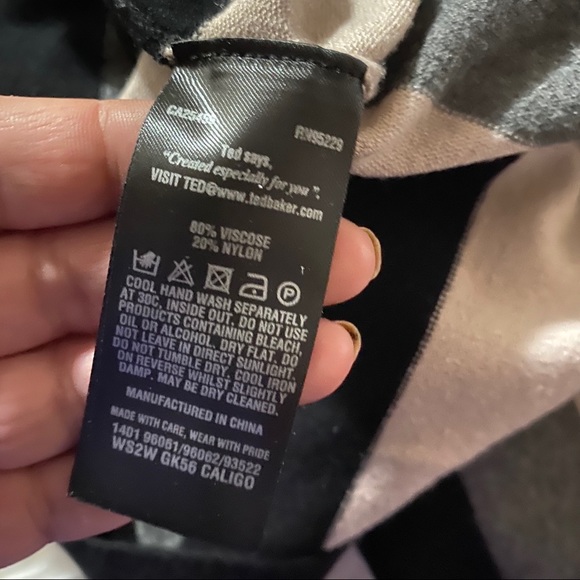 RN95229
Ted says,
"Created especially for you".
VISIT TED@www.tedbaker.com
80% VISCOSE
20% NYLON
P
COOL HAND WASH SEPARATELY
AT 30C. INSIDE OUT. DO NOT USE
PRODUCTS CONTAINING BLEACH,
OIL OR ALCOHOL. DRY FLAT. DO
NOT LEAVE IN DIRECT SUNLIGHT.
DO NOT TUMBLE DRY. COOL IRON
ON REVERSE WHILST SLIGHTLY
DAMP. MAY BE DRY CLEANED.
MANUFACTURED IN CHINA
MADE WITH CARE, WEAR WITH PRIDE
1401 96061/96062/93522
WS2W GK56 CALIGO